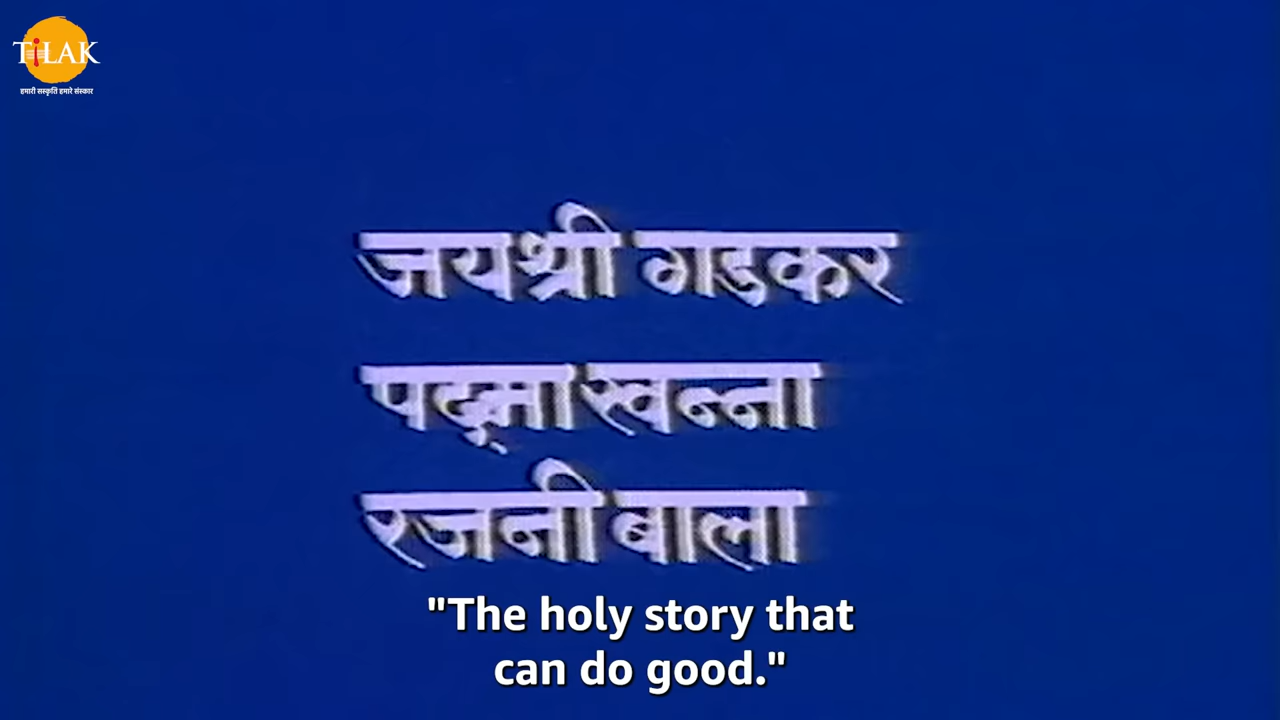 TiLAK
हमारी संस्कृति हमारे संस्कार
जयश्री गडकर
पद्मा खन्ना
रजनी बाला
"The holy story that
can do good."